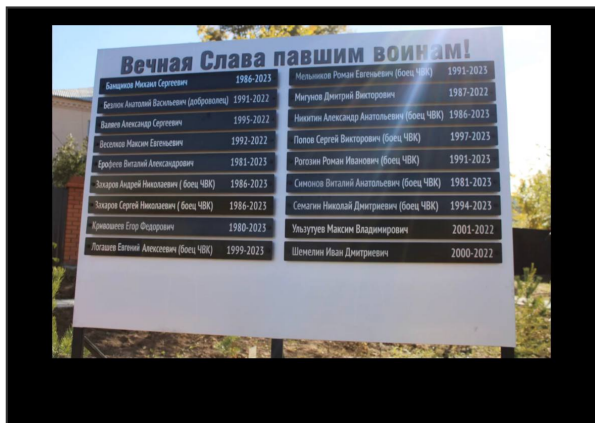 Вечная Слава павшим воинам!
Банщиков Михаил Сергеевич 1986-2023
Безлюк Анатолий Васильевич (доброволец) 1991-2022
Валяев Александр Сергеевич 1995-2022
Веселков Максим Евгеньевич 1992-2022
Ерофеев Виталий Александрович 1981-2023
Захаров Андрей Николаевич ( боец ЧВК) 1986-2023
Захаров Сергей Николаевич ( боец ЧВК) 1986-2023
Кривошеев Егор Федорович 1980-2023
Логашев Евгений Алексеевич (боец ЧВК) 1999-2023
Мельников Роман Евгеньевич (боец ЧВК) 1991-2023
Мигунов Дмитрий Викторович 1987-2022
Никитин Александр Анатольевич (боец ЧВК) 1986-2023
Попов Сергей Викторович (боец ЧВК) 1997-2023
Рогозин Роман Иванович (боец ЧВК) 1991-2023
Симонов Виталий Анатольевич (боец ЧВК) 1981-2023
Семагин Николай Дмитриевич (боец ЧВК) 1994-2023
Ульзутуев Максим Владимирович 2001-2022
Шемелин Иван Дмитриевич 2000-2022